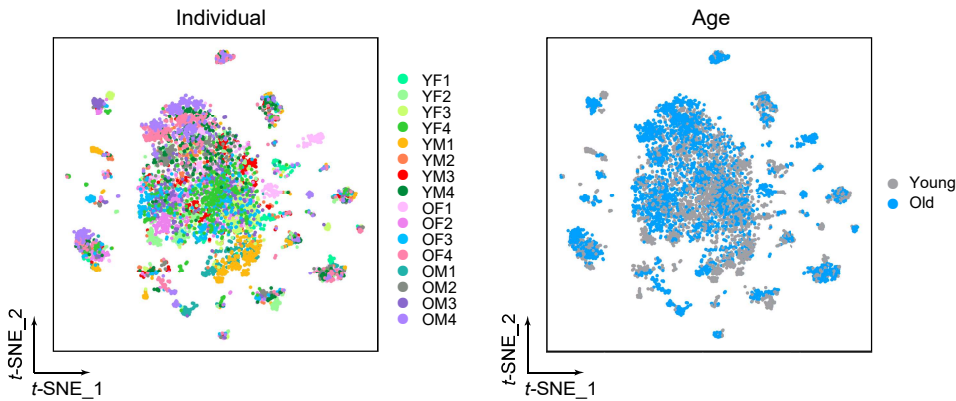 Individual
YF1
YF2
YF3
YF4
YM1
YM2
YM3
YM4
OF1
OF2
OF3
OF4
OM1
OM2
OM3
OM4
t-SNE_2
t-SNE_1
Age
Young
Old
t-SNE_2
t-SNE_1